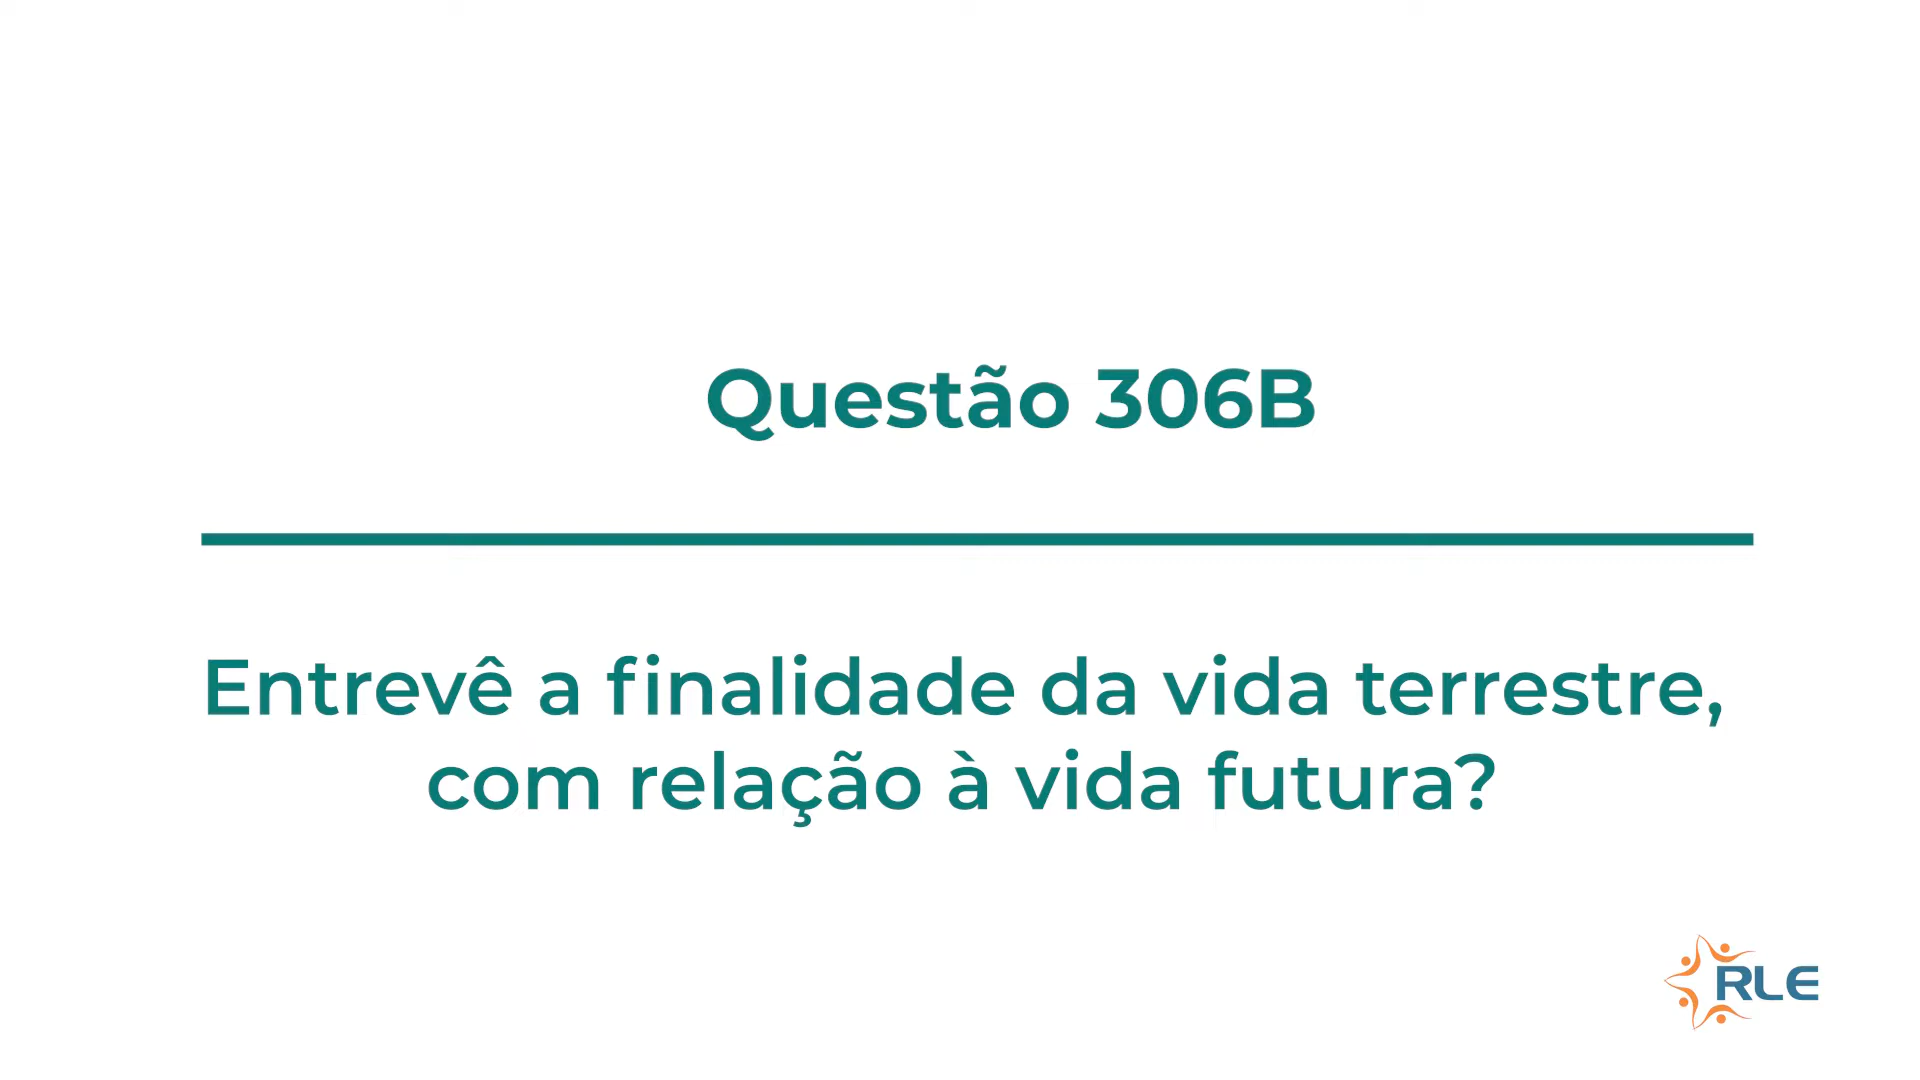 Questão 306B
Entrevê a finalidade da vida terrestre,
com relação à vida futura?
RLE